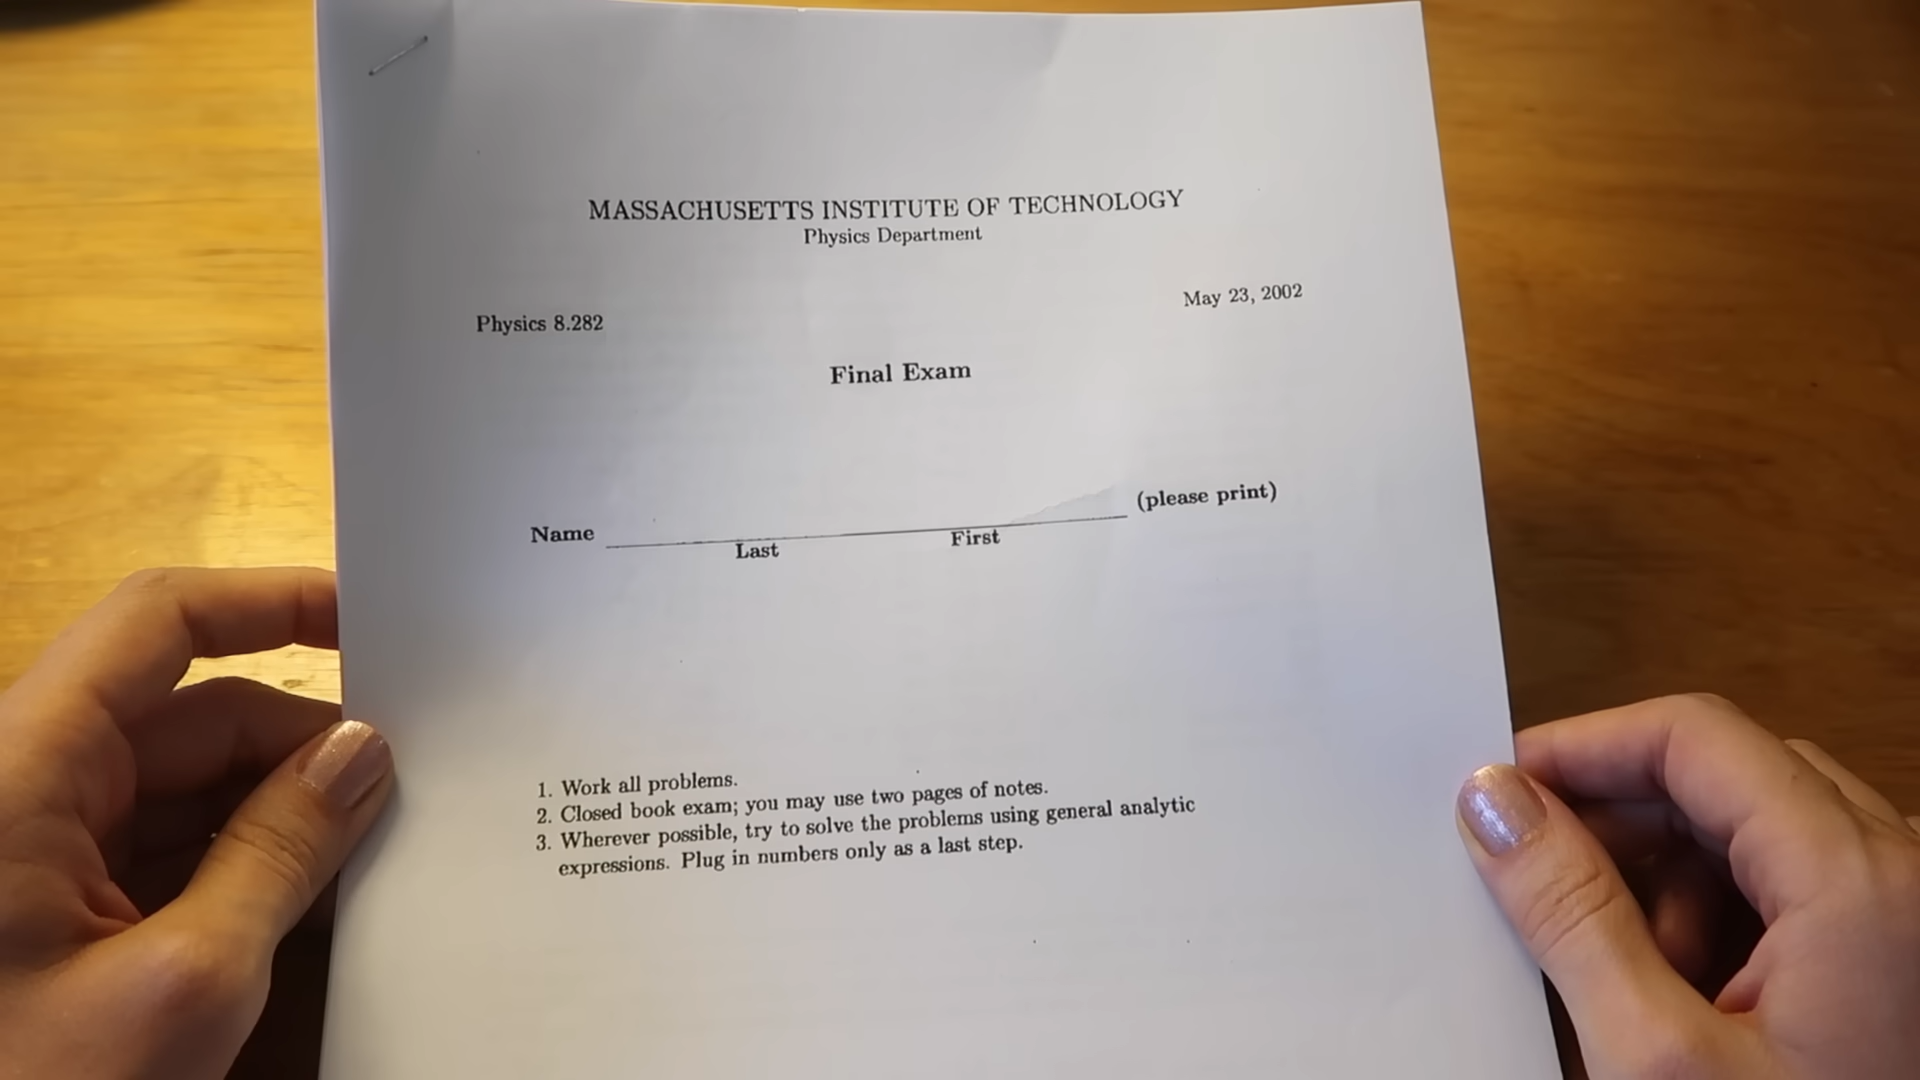 MASSACHUSETTS INSTITUTE OF TECHNOLOGY
Physics Department
May 23, 2002
Physics 8.282
Final Exam
Name (please print)
Last First
1. Work all problems.
2. Closed book exam; you may use two pages of notes.
3. Wherever possible, try to solve the problems using general analytic
expressions. Plug in numbers only as a last step.